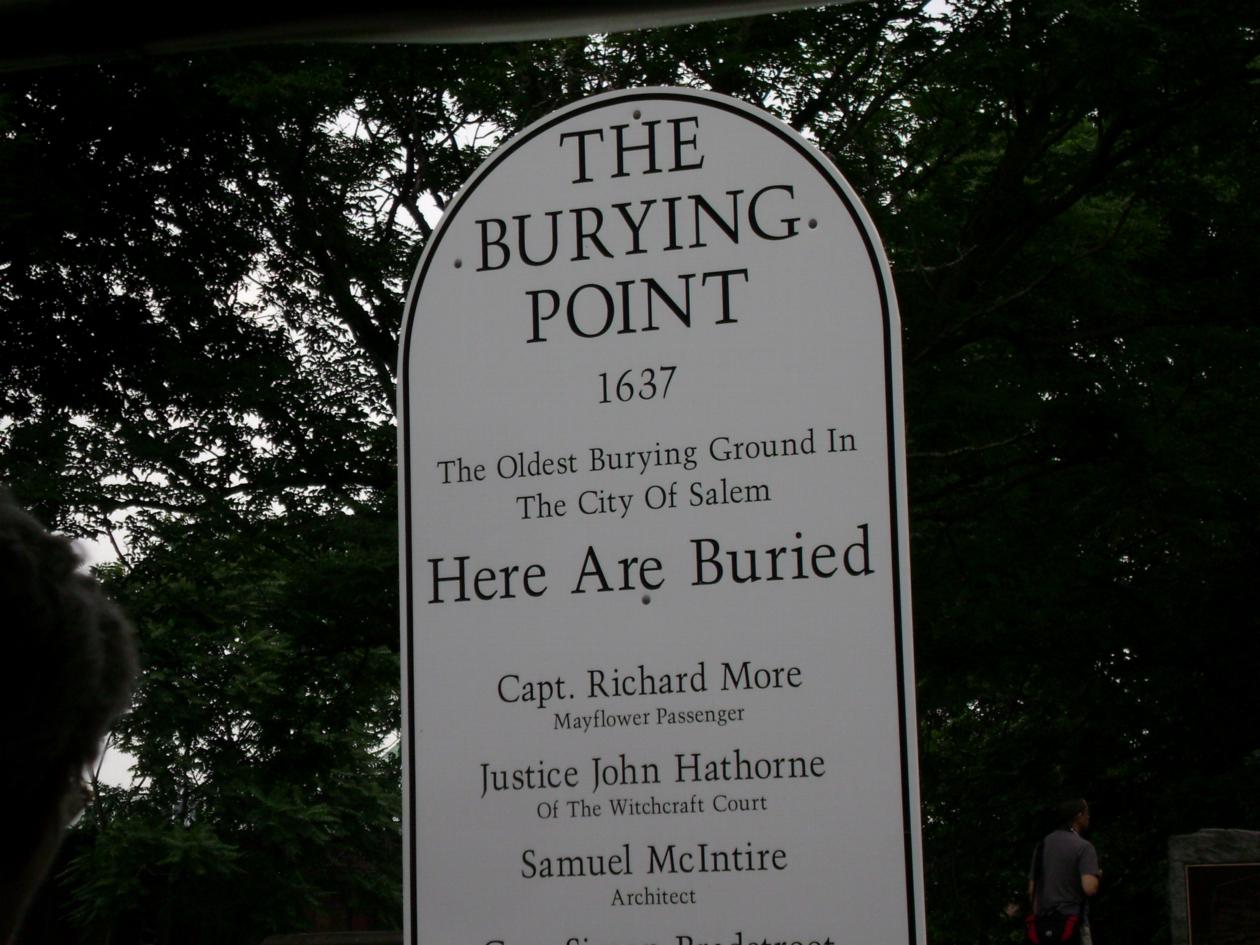 THE
BURYING
POINT
1637
The Oldest Burying Ground In
The City Of Salem
Here Are Buried
Capt. Richard More
Mayflower Passenger
Justice John Hathorne
Of The Witchcraft Court
Samuel McIntire
Architect